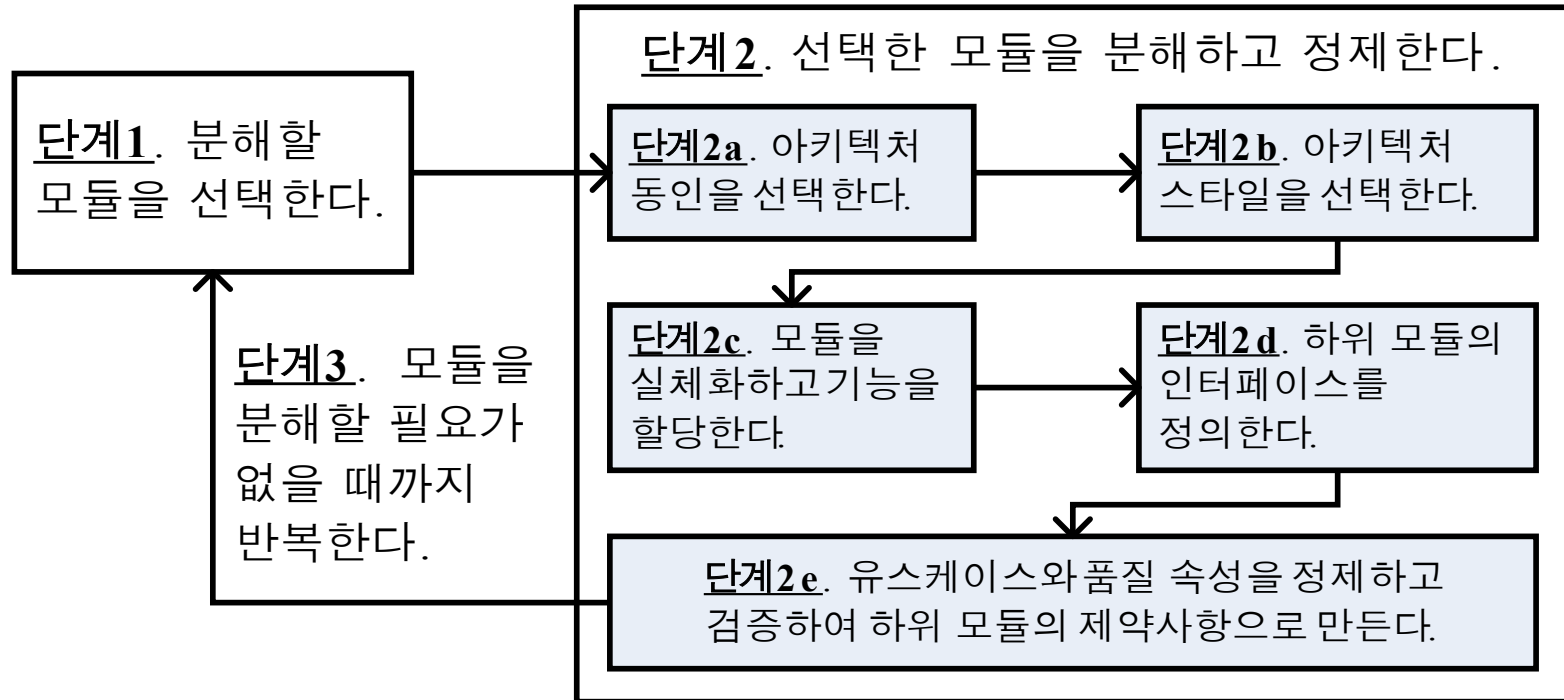 단계2. 선택한 모듈을 분해하고 정제한다.
단계1. 분해할
모듈을 선택한다.
단계2a. 아키텍처
동인을 선택한다.
단계2b. 아키텍처
스타일을 선택한다.
단계2c. 모듈을
실체화하고기능을
할당한다.
단계2d. 하위 모듈의
인터페이스를
정의한다.
단계2e. 유스케이스와품질 속성을 정제하고
검증하여 하위 모듈의 제약사항으로 만든다.
단계3. 모듈을
분해할 필요가
없을 때까지
반복한다.